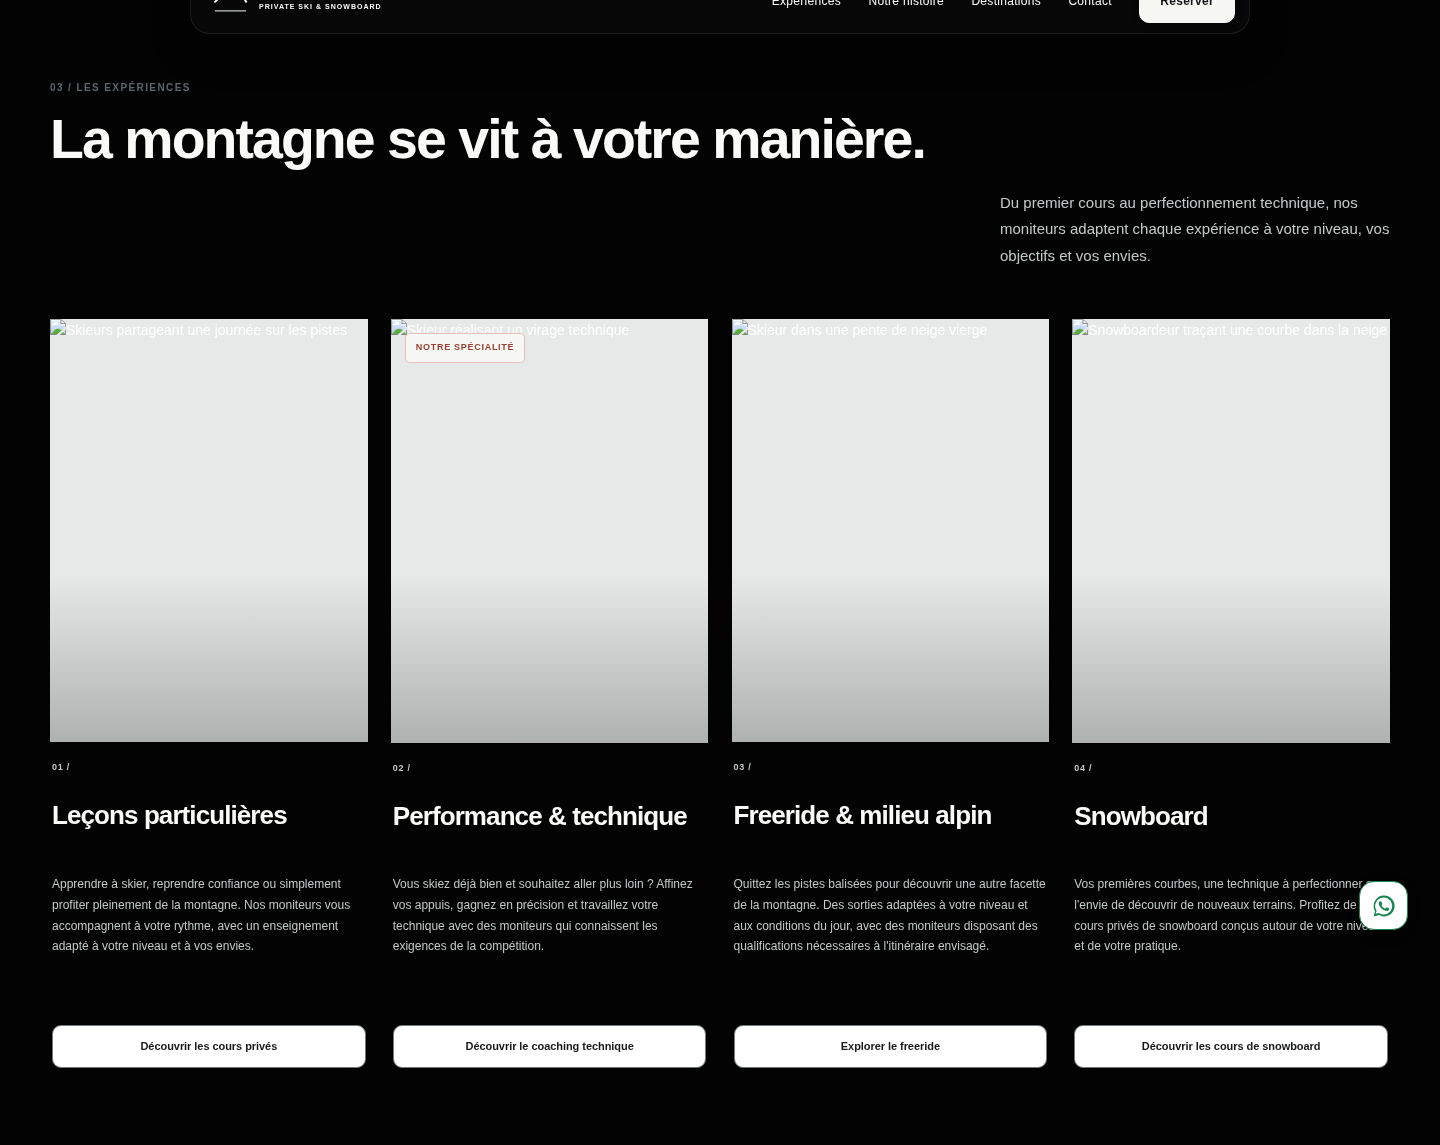 PRIVATE SKI & SNOWBOARD
Expériences
Notre histoire
Destinations
Contact
Réserver
03 / LES EXPÉRIENCES
La montagne se vit à votre manière.
Du premier cours au perfectionnement technique, nos
moniteurs adaptent chaque expérience à votre niveau, vos
objectifs et vos envies.
Skieurs partageant une journée sur les pistes
01 /
Leçons particulières
Apprendre à skier, reprendre confiance ou simplement
profiter pleinement de la montagne. Nos moniteurs vous
accompagnent à votre rythme, avec un enseignement
adapté à votre niveau et à vos envies.
Découvrir les cours privés
Skieur réalisant un virage technique
NOTRE SPÉCIALITÉ
02 /
Performance & technique
Vous skiez déjà bien et souhaitez aller plus loin ? Affinez
vos appuis, gagnez en précision et travaillez votre
technique avec des moniteurs qui connaissent les
exigences de la compétition.
Découvrir le coaching technique
Skieur dans une pente de neige vierge
03 /
Freeride & milieu alpin
Quittez les pistes balisées pour découvrir une autre facette
de la montagne. Des sorties adaptées à votre niveau et
aux conditions du jour, avec des moniteurs disposant des
qualifications nécessaires à l'itinéraire envisagé.
Explorer le freeride
Snowboardeur traçant une courbe dans la neige
04 /
Snowboard
Vos premières courbes, une technique à perfectionner
l'envie de découvrir de nouveaux terrains. Profitez de
cours privés de snowboard conçus autour de votre
et de votre pratique.
Découvrir les cours de snowboard